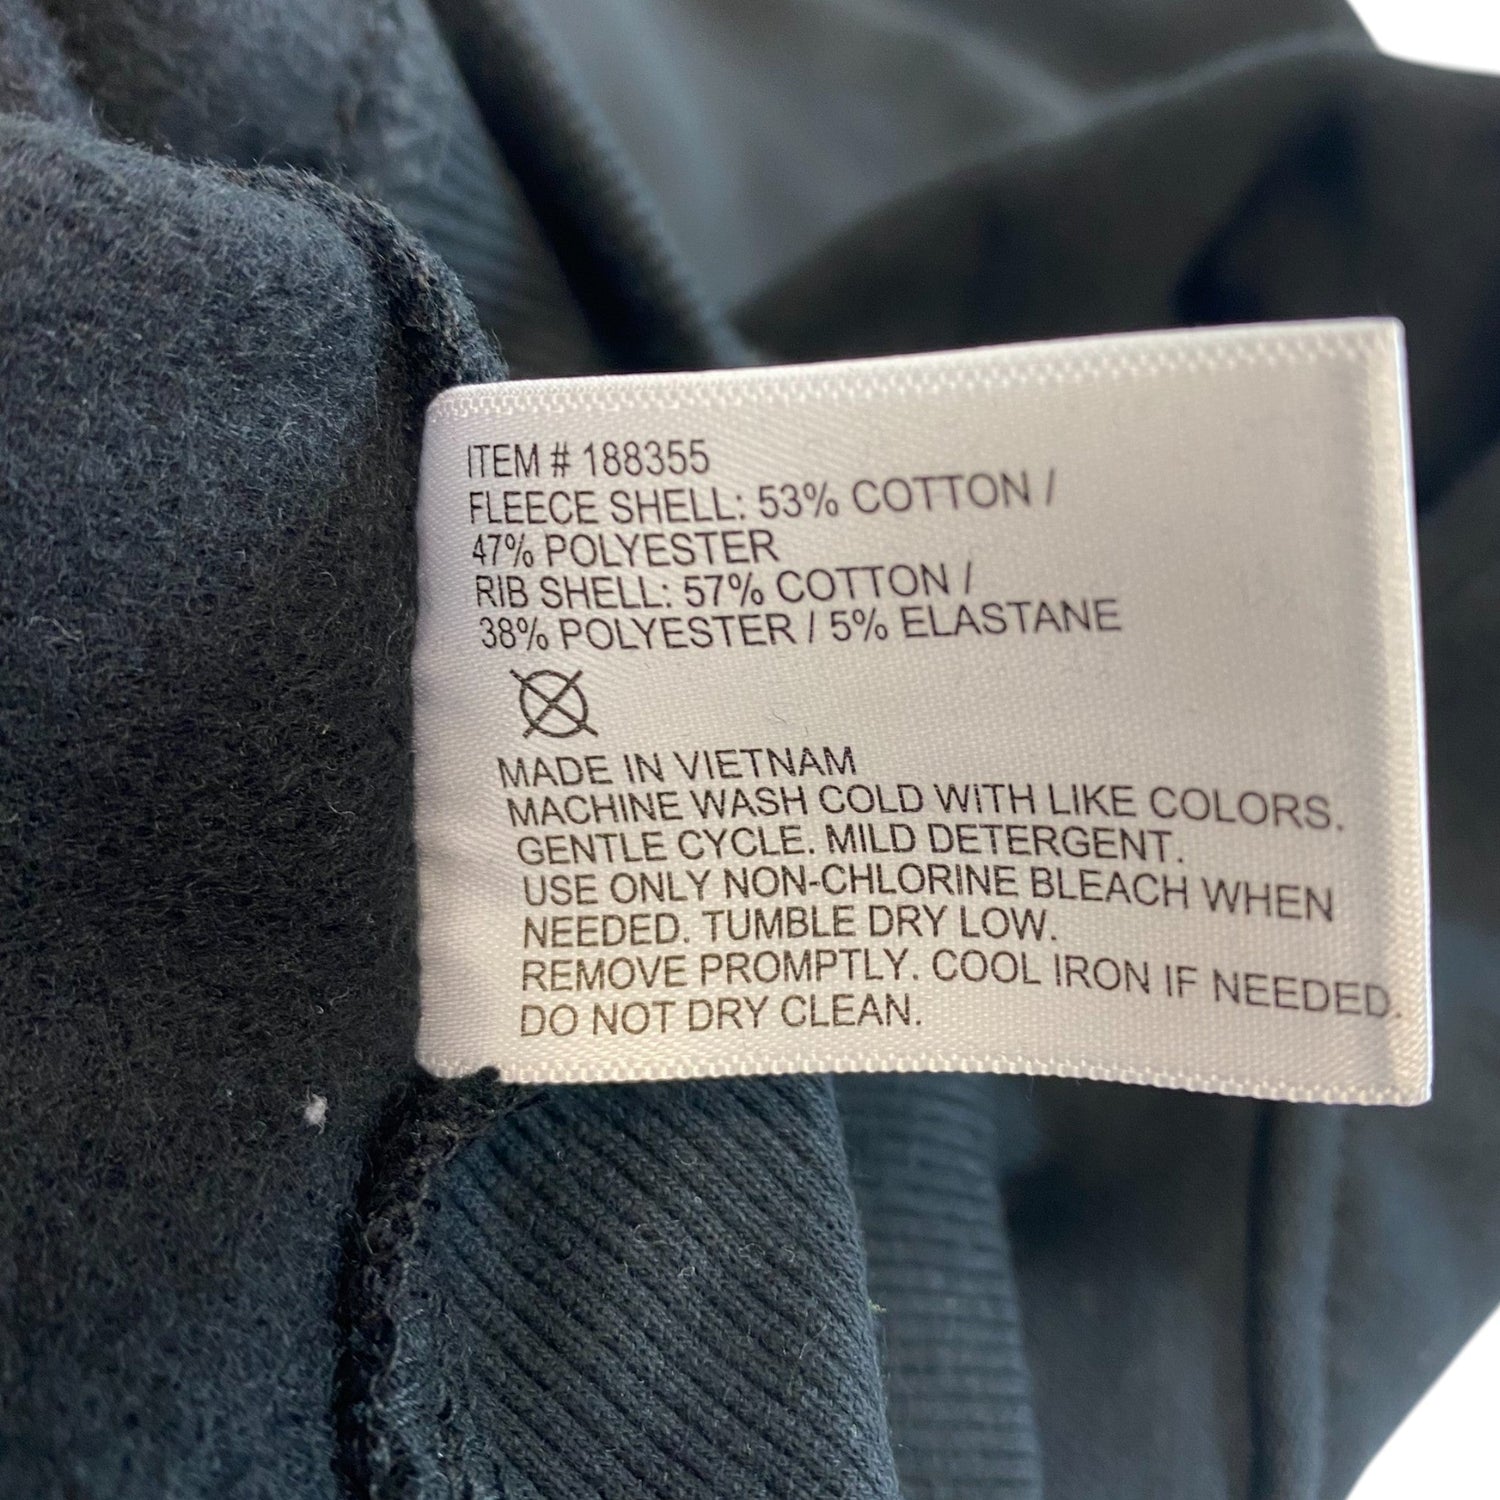 ITEM # 188355
FLEECE SHELL: 53% COTTON /
47% POLYESTER
RIB SHELL: 57% COTTON /
38% POLYESTER / 5% ELASTANE
MADE IN VIETNAM
MACHINE WASH COLD WITH LIKE COLORS.
GENTLE CYCLE. MILD DETERGENT.
USE ONLY NON-CHLORINE BLEACH WHEN
NEEDED. TUMBLE DRY LOW.
REMOVE PROMPTLY. COOL IRON IF NEEDED.
DO NOT DRY CLEAN.